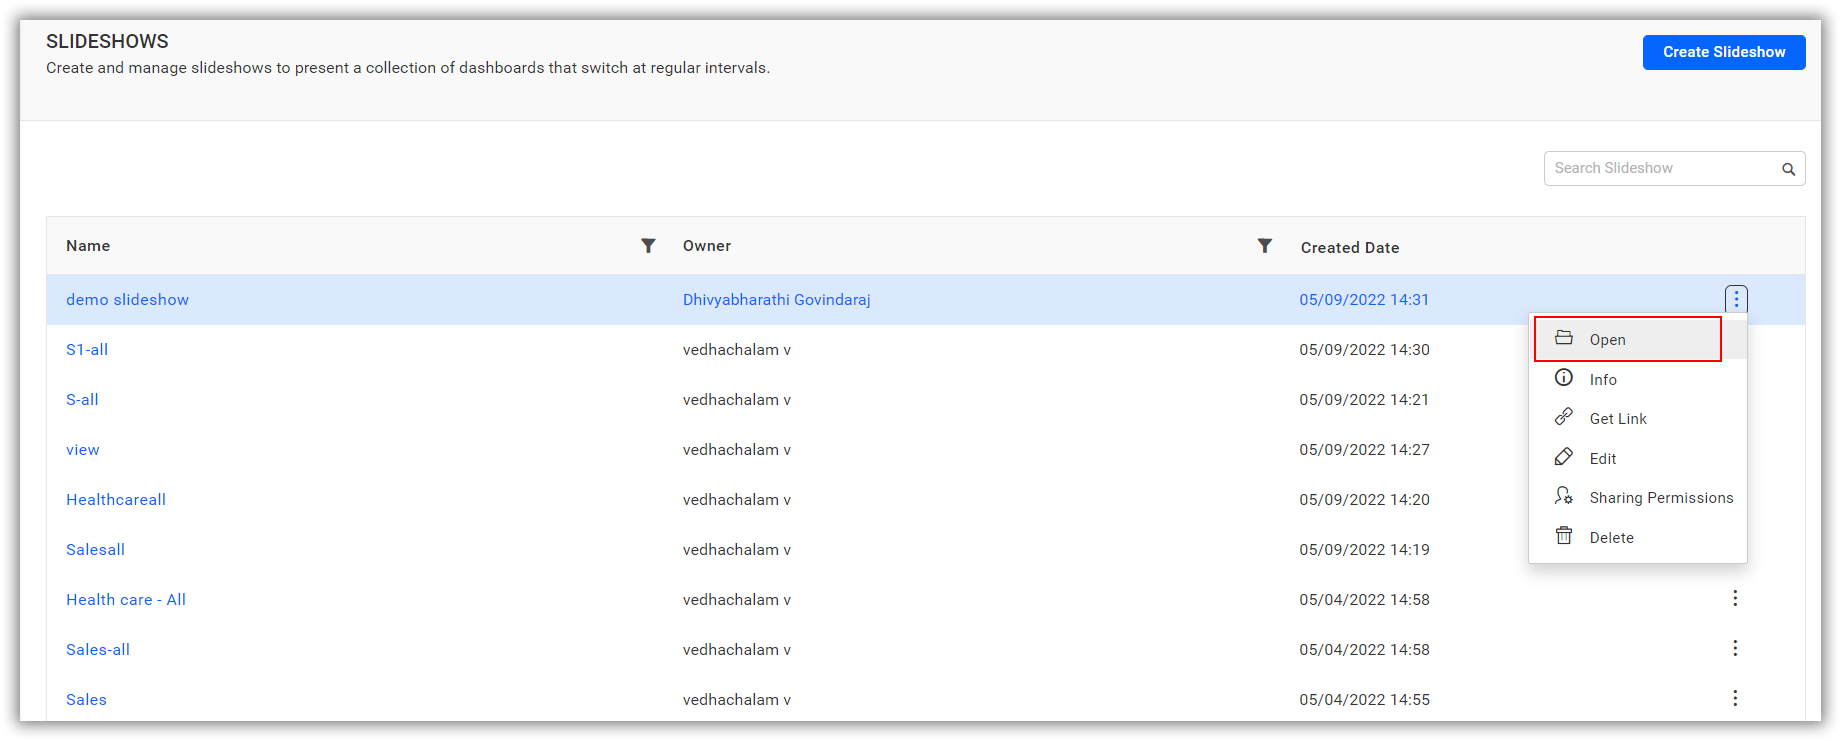 SLIDESHOWS
Create Slideshow
Create and manage slideshows to present a collection of dashboards that switch at regular intervals.
Search Slideshow
Name Owner Created Date
demo slideshow Dhivyabharathi Govindaraj 05/09/2022 14:31
Open
S1-all vedhachalam v 05/09/2022 14:30
Info
S-all vedhachalam v 05/09/2022 14:21
Get Link
view vedhachalam v 05/09/2022 14:27
Edit
Healthcareall vedhachalam v 05/09/2022 14:20
Sharing Permissions
Salesall vedhachalam v 05/09/2022 14:19
Delete
Health care - All vedhachalam v 05/04/2022 14:58
Sales-all vedhachalam v 05/04/2022 14:58
Sales vedhachalam v 05/04/2022 14:55